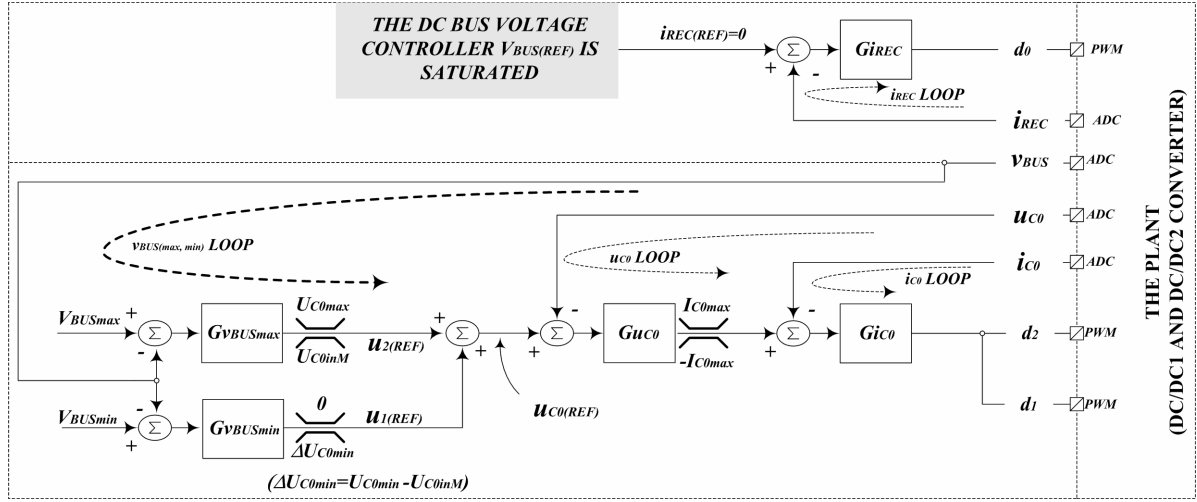 THE DC BUS VOLTAGE
CONTROLLER VBUS(REF) IS
SATURATED
iREC(REF)=0
Σ
+
-
GiREC
d0
PWM
iREC LOOP
iREC
ADC
vBUS
ADC
uC0
ADC
iC0
ADC
vBUS(max, min) LOOP
uC0 LOOP
iC0 LOOP
VBUSmax
+
Σ
-
GvBUSmax
UC0max
UC0inM
u2(REF)
+
Σ
+
+
Σ
-
GuC0
IC0max
-IC0max
+
Σ
-
GiC0
d2
PWM
d1
PWM
VBUSmin
-
Σ
+
GvBUSmin
0
ΔUC0min
u1(REF)
uC0(REF)
(ΔUC0min=UC0min -UC0inM)
THE PLANT
(DC/DC1 AND DC/DC2 CONVERTER)